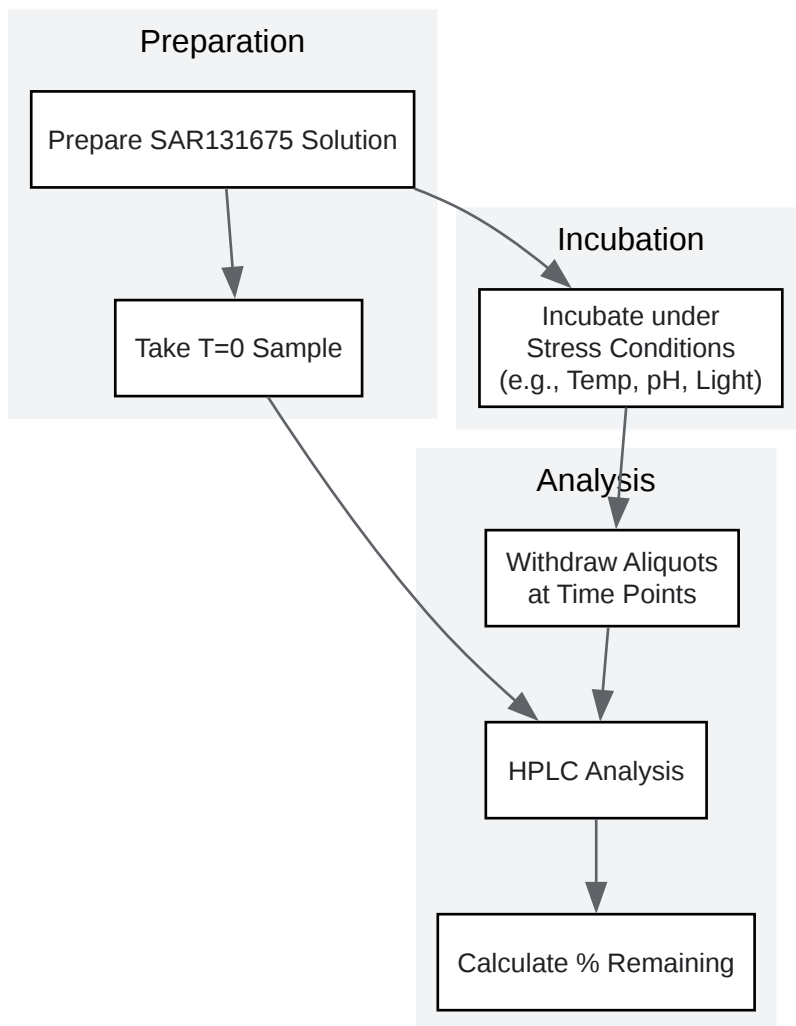 Preparation
Prepare SAR131675 Solution
Take T=0 Sample
Incubation
Incubate under
Stress Conditions
(e.g., Temp, pH, Light)
Analysis
Withdraw Aliquots
at Time Points
HPLC Analysis
Calculate % Remaining